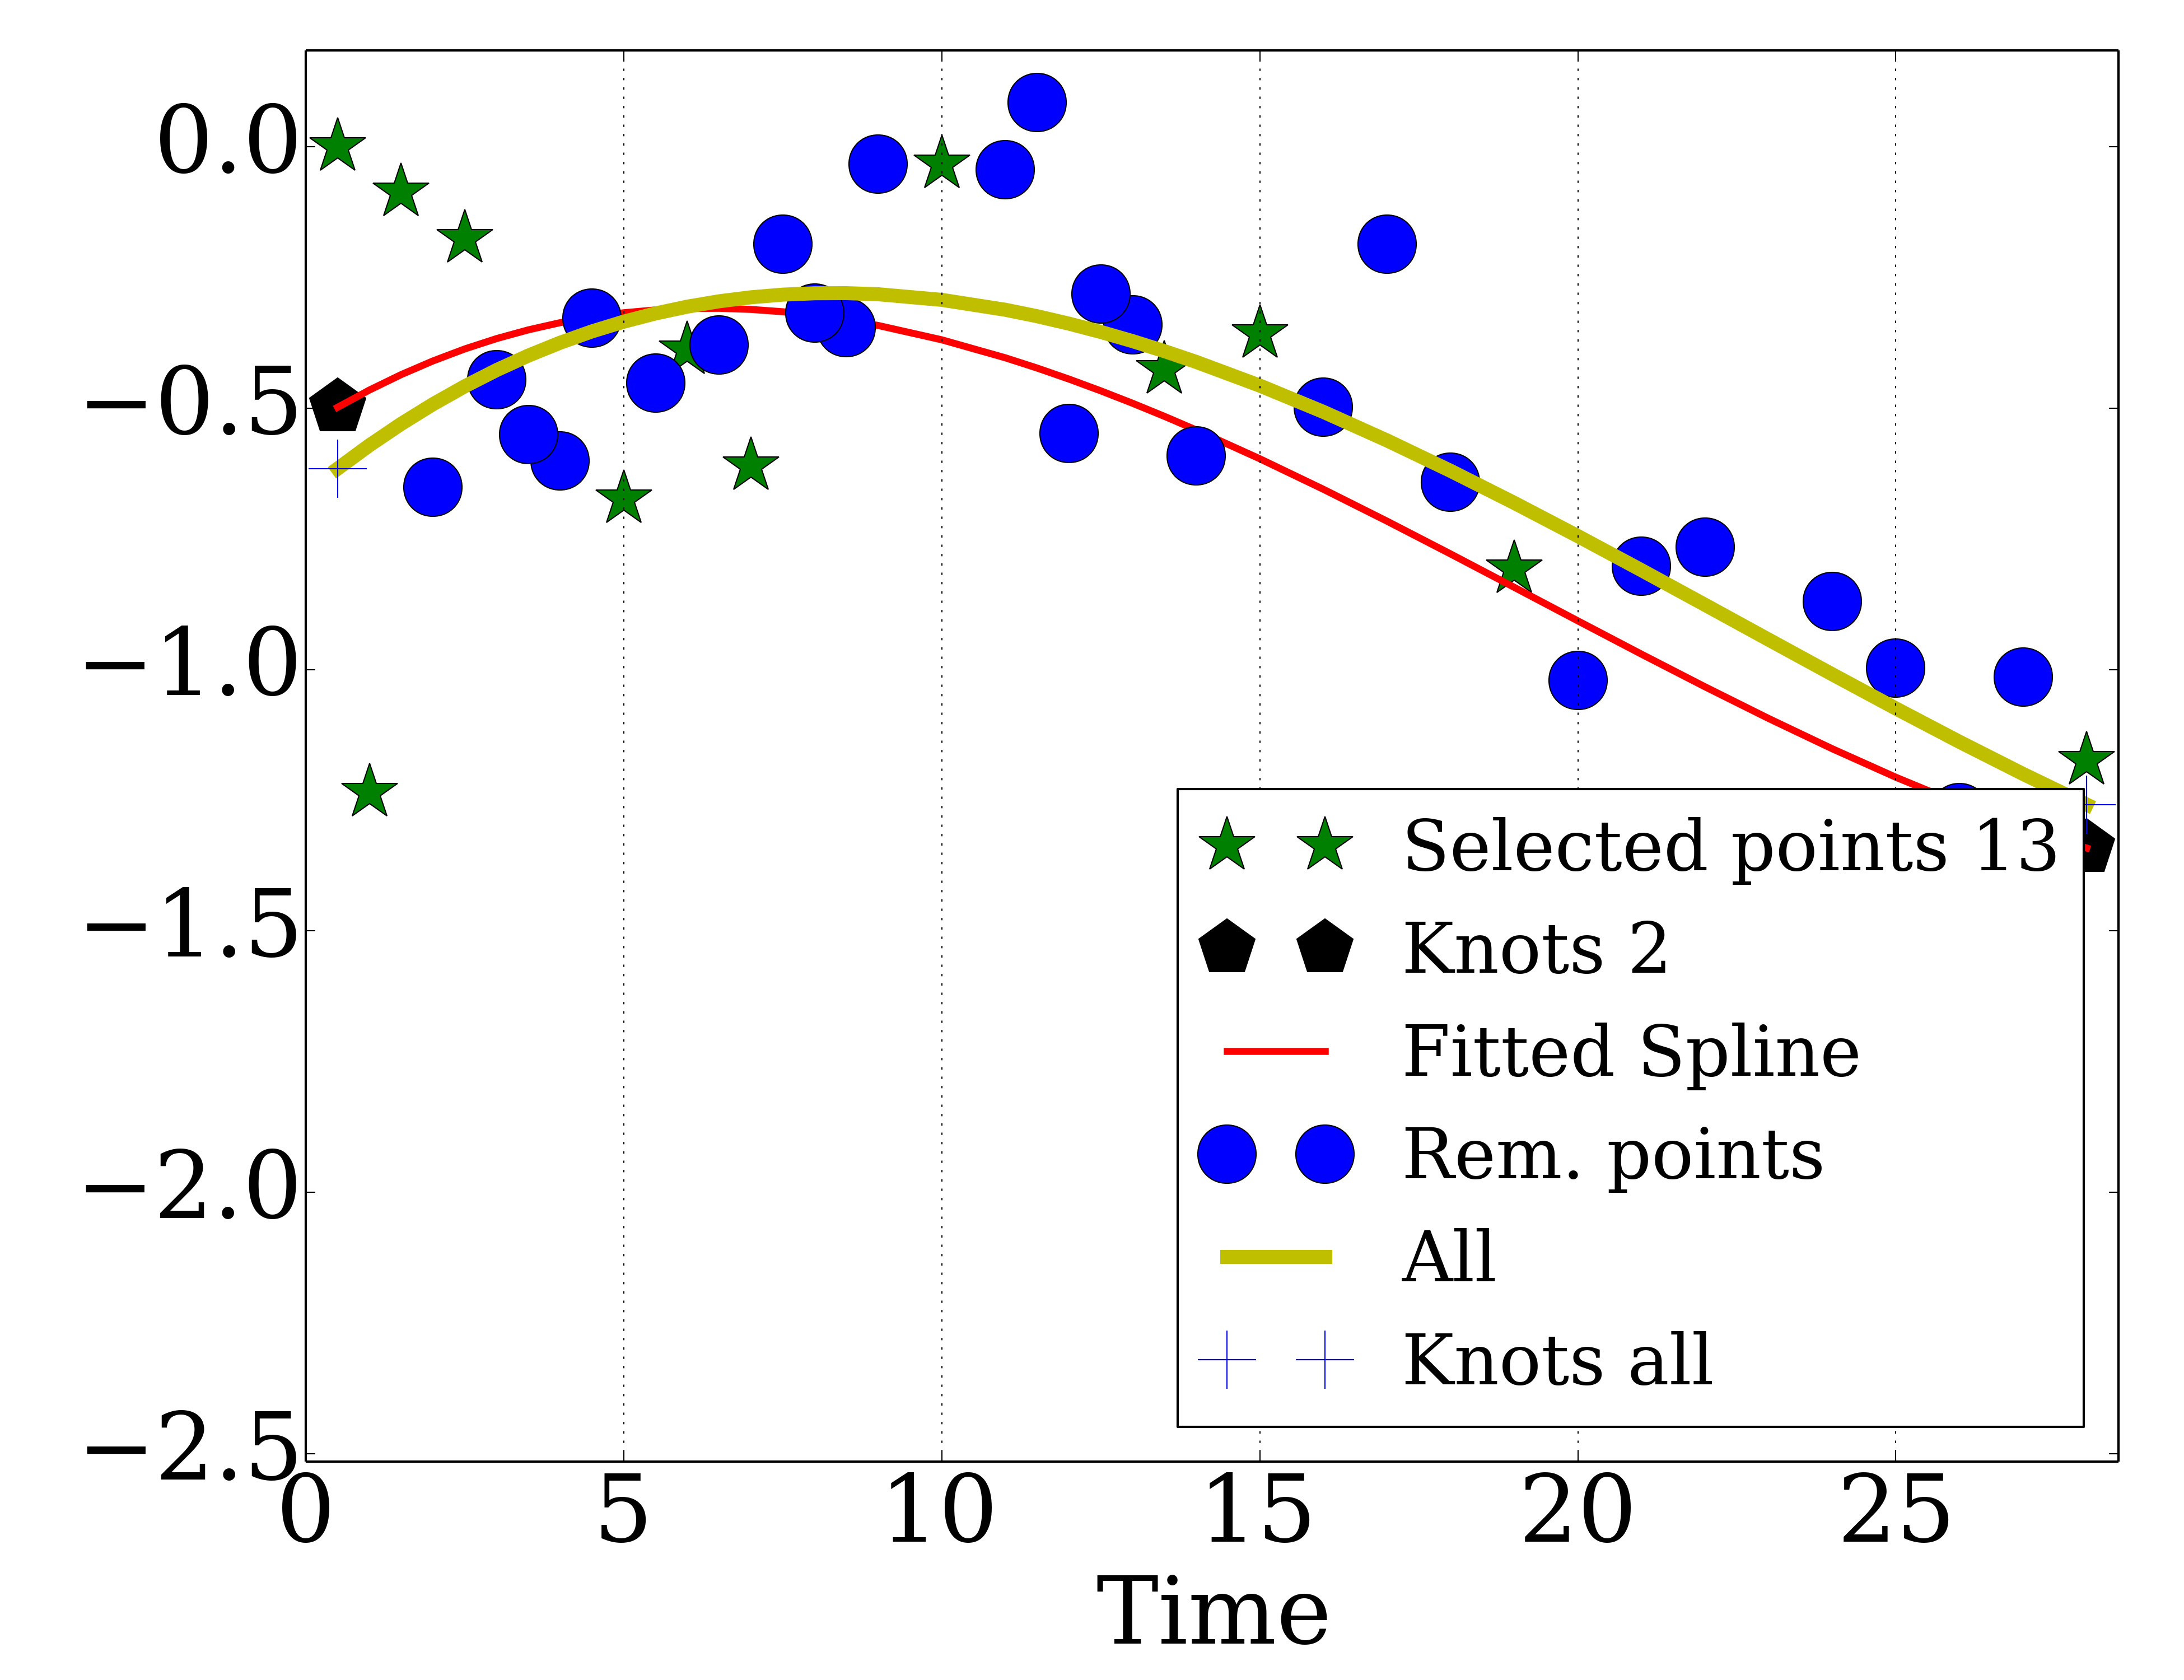 0.0
−0.5
−1.0
−1.5
−2.0
−2.5
Selected points 13
Knots 2
Fitted Spline
Rem. points
All
Knots all
0 5 10 15 20 25
Time